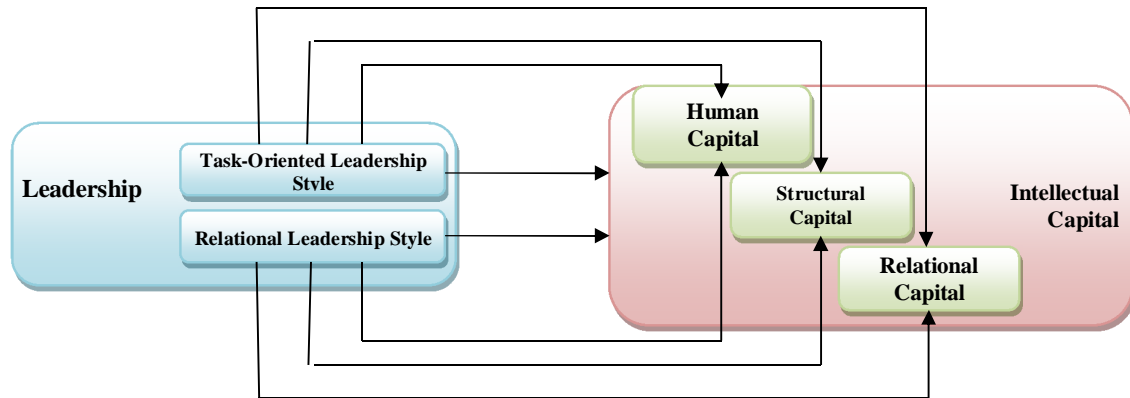 Leadership
Task-Oriented Leadership
Style
Relational Leadership Style
Human
Capital
Structural
Capital
Relational
Capital
Intellectual
Capital